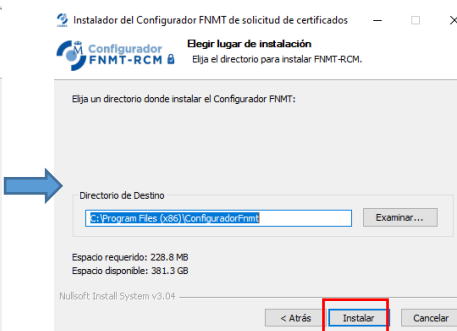 Instalador del Configurador FNMT de solicitud de certificados
Configurador
FNMT-RCM
Elegir lugar de instalación
Elija el directorio para instalar FNMT-RCM.
Elija un directorio donde instalar el Configurador FNMT:
Directorio de Destino
C:\Program Files (x86)\ConfiguradorFnmt
Examinar...
Espacio requerido: 228.8 MB
Espacio disponible: 381.3 GB
Nullsoft Install System v3.04
< Atrás
Instalar
Cancelar